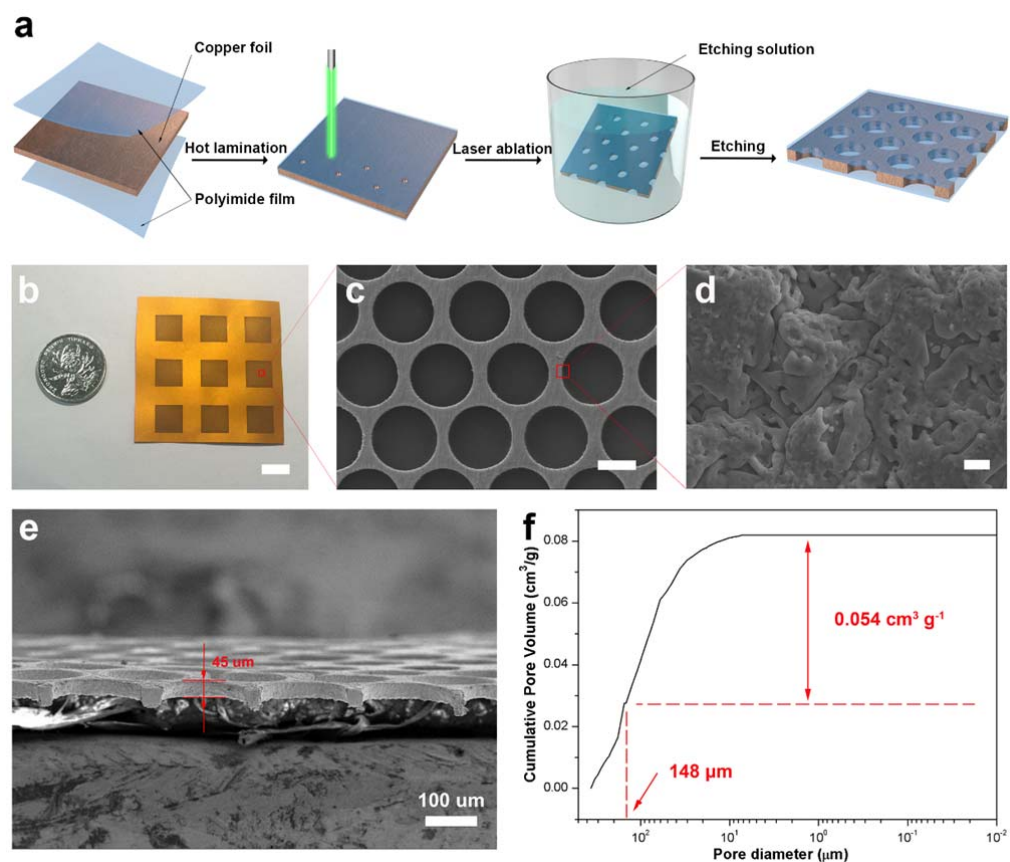 a
Copper foil
Etching solution
Hot lamination
Laser ablation
Etching
Polyimide film
b
c
d
e
45 um
100 um
f
Cumulative Pore Volume (cm³/g)
0.08
0.06
0.04
0.02
0.00
0.054 cm³ g⁻¹
148 μm
10² 10¹ 10⁰ 10⁻¹ 10⁻²
Pore diameter (μm)